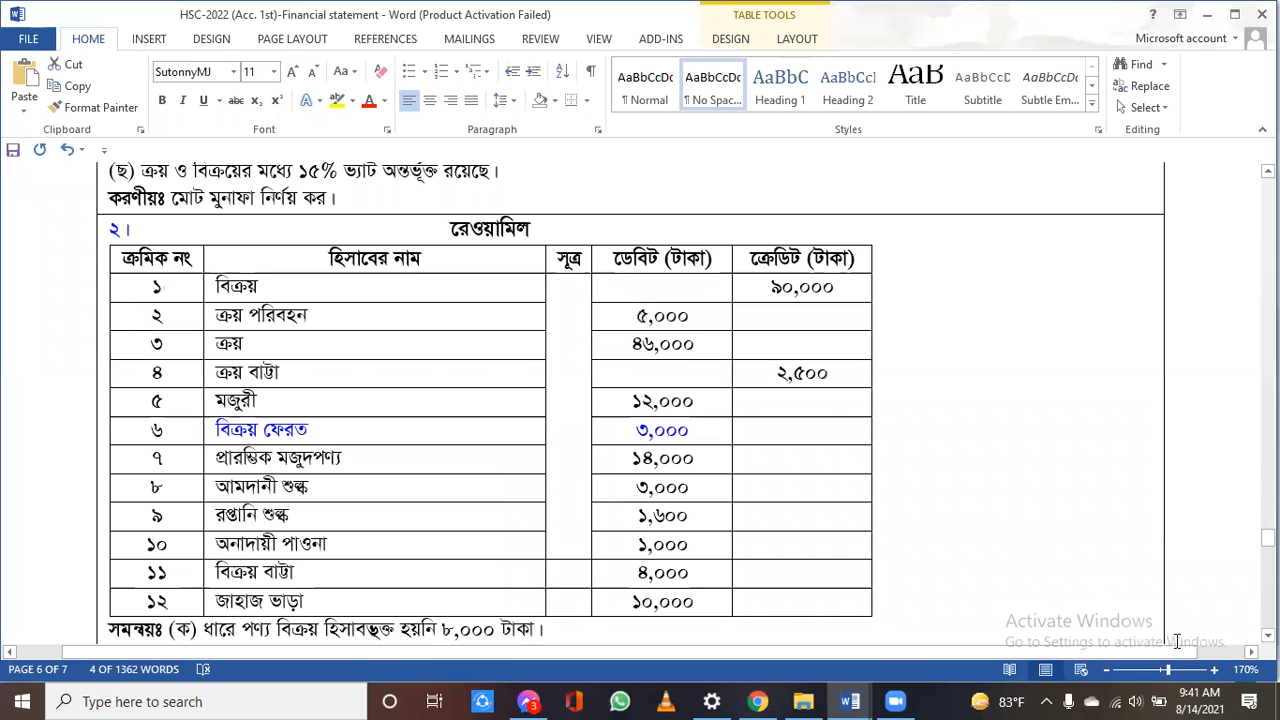 HSC-2022 (Acc. 1st)-Financial statement - Word (Product Activation Failed)
TABLE TOOLS
FILE HOME INSERT DESIGN PAGE LAYOUT REFERENCES MAILINGS REVIEW VIEW ADD-INS DESIGN LAYOUT Microsoft account
Cut
Copy
Format Painter
Paste
Clipboard
SutonnyMJ 11
Font
Paragraph
AaBbCcDc AaBbCcDc AaBbC AaBbCc AaB AaBbCcD AaBbCcDc
¶ Normal ¶ No Spac... Heading 1 Heading 2 Title Subtitle Subtle Em...
Styles
Find
Replace
Select
Editing
(ছ) ক্রয় ও বিক্রয়ের মধ্যে ১৫% ভ্যাট অন্তর্ভূক্ত রয়েছে।
করণীয়ঃ মোট মুনাফা নির্ণয় কর।
২। রেওয়ামিল
ক্রমিক নং হিসাবের নাম সূত্র ডেবিট (টাকা) ক্রেডিট (টাকা)
১ বিক্রয় ৯০,০০০
২ ক্রয় পরিবহন ৫,০০০
৩ ক্রয় ৪৬,০০০
৪ ক্রয় বাট্টা ২,৫০০
৫ মজুরী ১২,০০০
৬ বিক্রয় ফেরত ৩,০০০
৭ প্রারম্ভিক মজুদপণ্য ১৪,০০০
৮ আমদানী শুল্ক ৩,০০০
৯ রপ্তানি শুল্ক ১,৬০০
১০ অনাদায়ী পাওনা ১,০০০
১১ বিক্রয় বাট্টা ৪,০০০
১২ জাহাজ ভাড়া ১০,০০০
সমন্বয়ঃ (ক) ধারে পণ্য বিক্রয় হিসাবভুক্ত হয়নি ৮,০০০ টাকা।
Activate Windows
Go to Settings to activate Windows.
PAGE 6 OF 7 4 OF 1362 WORDS 170%
Type here to search
3
83°F
9:41 AM
8/14/2021